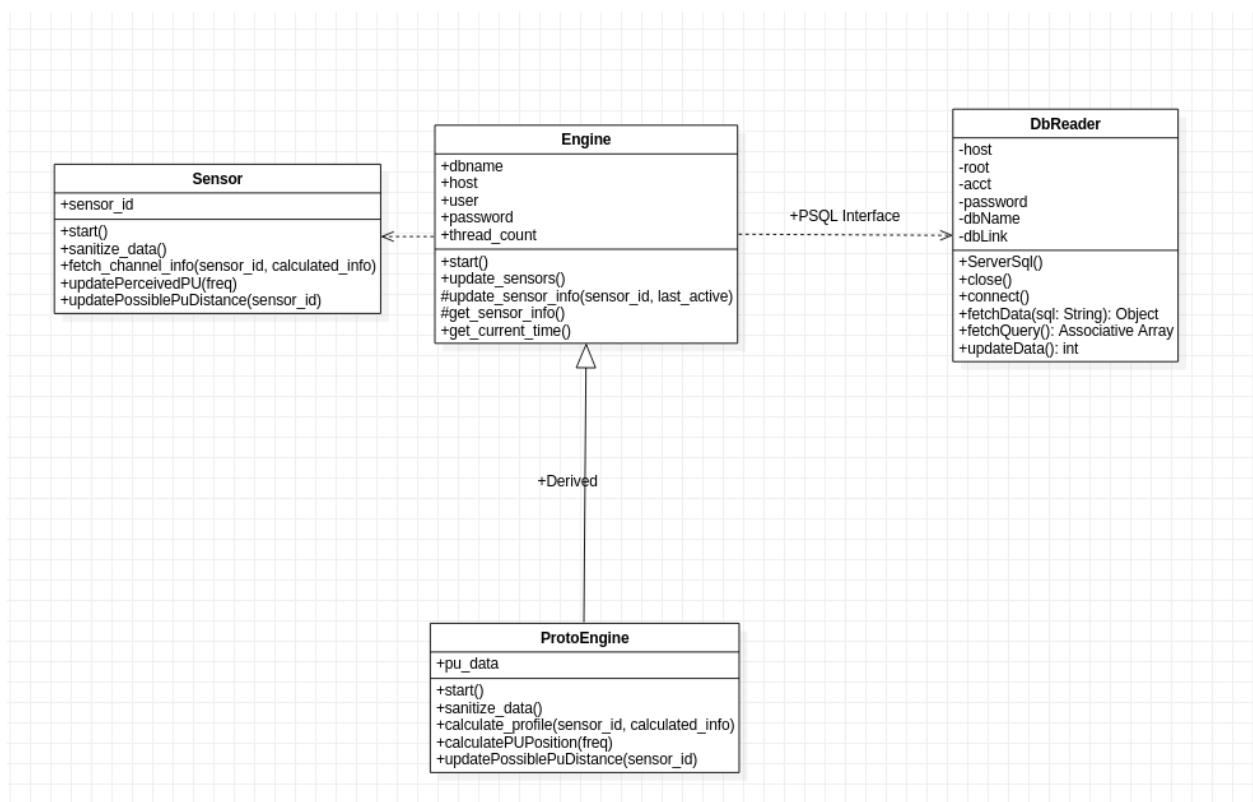 Sensor
+sensor_id
+start()
+sanitize_data()
+fetch_channel_info(sensor_id, calculated_info)
+updatePerceivedPU(freq)
+updatePossiblePuDistance(sensor_id)
Engine
+dbname
+host
+user
+password
+thread_count
+start()
+update_sensors()
#update_sensor_info(sensor_id, last_active)
#get_sensor_info()
+get_current_time()
+PSQL Interface
DbReader
-host
-root
-acct
-password
-dbName
-dbLink
+ServerSql()
+close()
+connect()
+fetchData(sql: String): Object
+fetchQuery(): Associative Array
+updateData(): int
+Derived
ProtoEngine
+pu_data
+start()
+sanitize_data()
+calculate_profile(sensor_id, calculated_info)
+calculatePUPosition(freq)
+updatePossiblePuDistance(sensor_id)